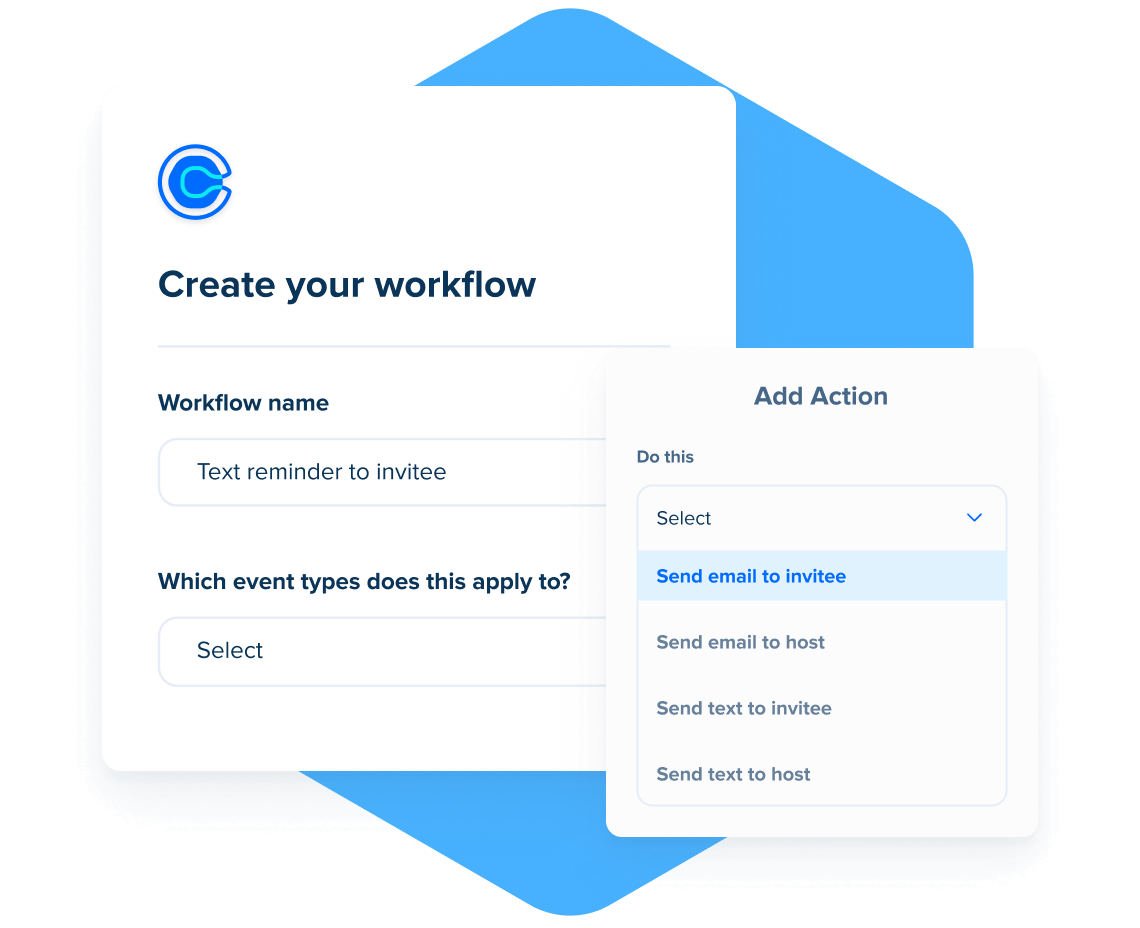 Create your workflow
Workflow name
Text reminder to invitee
Which event types does this apply to?
Select
Add Action
Do this
Select
Send email to invitee
Send email to host
Send text to invitee
Send text to host